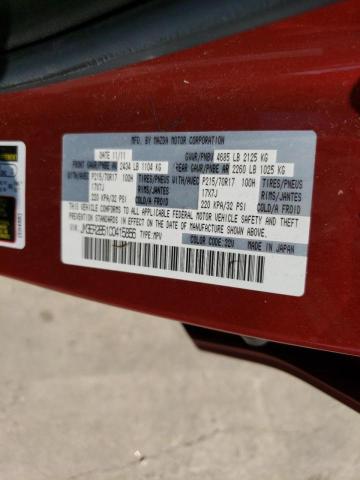 MFD. BY MAZDA MOTOR CORPORATION
DATE 11/11 GVWR/PNBV 4685 LB 2125 KG
FRONT GAWR/PNBE AV 2434 LB 1104 KG REAR GAWR/PNBE AR 2260 LB 1025 KG
WITH/AVEC P215/70R17 100H TIRES/PNEUS WITH/AVEC P215/70R17 100H TIRES/PNEUS
17X7J RIMS/JANTES 17X7J RIMS/JANTES
220 KPA/32 PSI COLD/A FROID 220 KPA/32 PSI COLD/A FROID
THIS VEHICLE CONFORMS TO ALL APPLICABLE FEDERAL MOTOR VEHICLE SAFETY AND THEFT
PREVENTION STANDARDS IN EFFECT ON THE DATE OF MANUFACTURE SHOWN ABOVE.
COLOR CODE:32V MADE IN JAPAN
TYPE:MPV